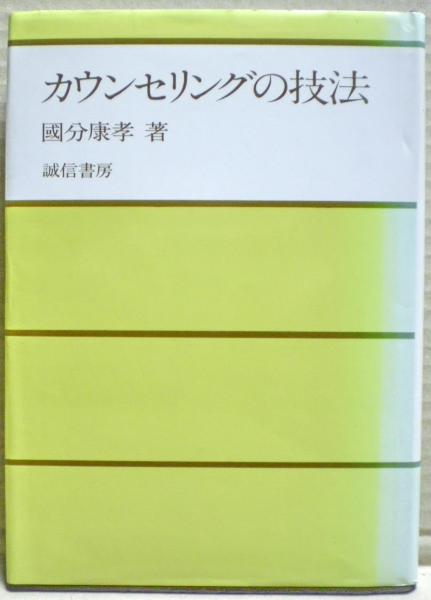 カウンセリングの技法
國分康孝 著
誠信書房